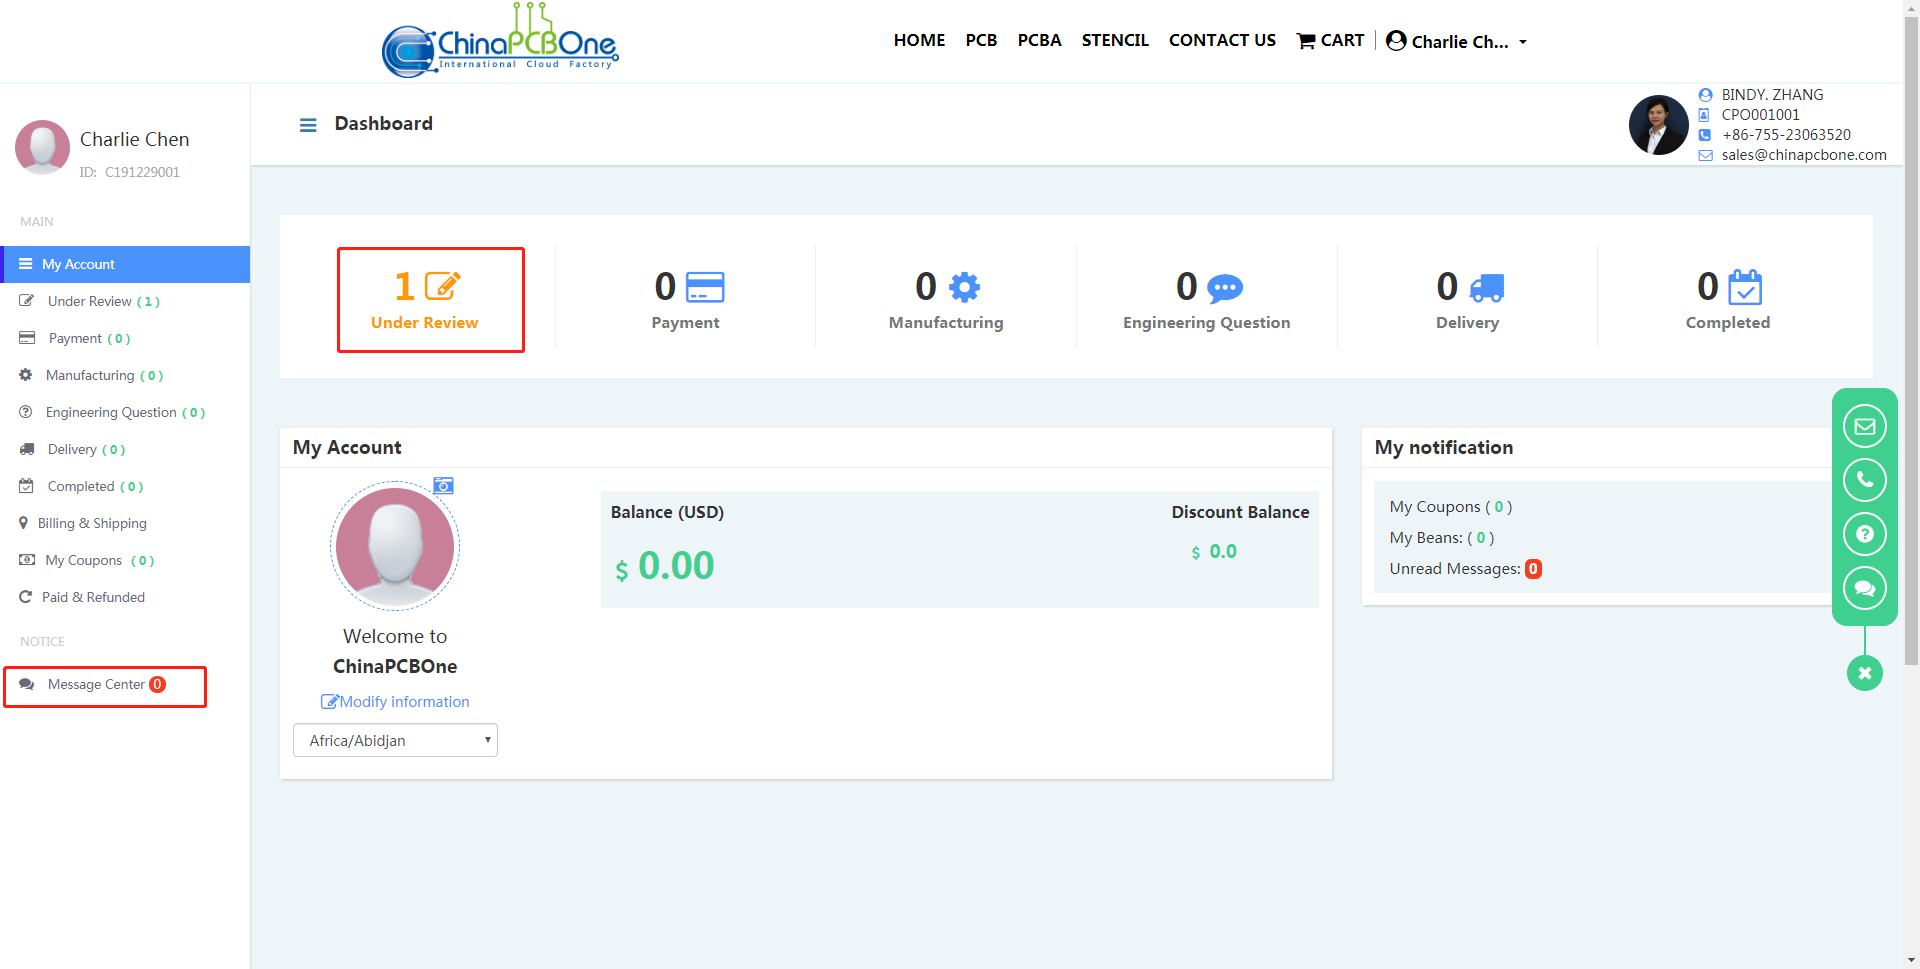 ChinaPCBOne
International Cloud Factory
HOME PCB PCBA STENCIL CONTACT US CART Charlie Ch...
Charlie Chen
ID: C191229001
MAIN
My Account
Under Review ( 1 )
Payment ( 0 )
Manufacturing ( 0 )
Engineering Question ( 0 )
Delivery ( 0 )
Completed ( 0 )
Billing & Shipping
My Coupons ( 0 )
Paid & Refunded
NOTICE
Message Center 0
Dashboard
BINDY. ZHANG
CPO001001
+86-755-23063520
sales@chinapcbone.com
1
Under Review
0
Payment
0
Manufacturing
0
Engineering Question
0
Delivery
0
Completed
My Account
Welcome to
ChinaPCBOne
Modify information
Africa/Abidjan
Balance (USD)
$ 0.00
Discount Balance
$ 0.0
My notification
My Coupons ( 0 )
My Beans: ( 0 )
Unread Messages: 0